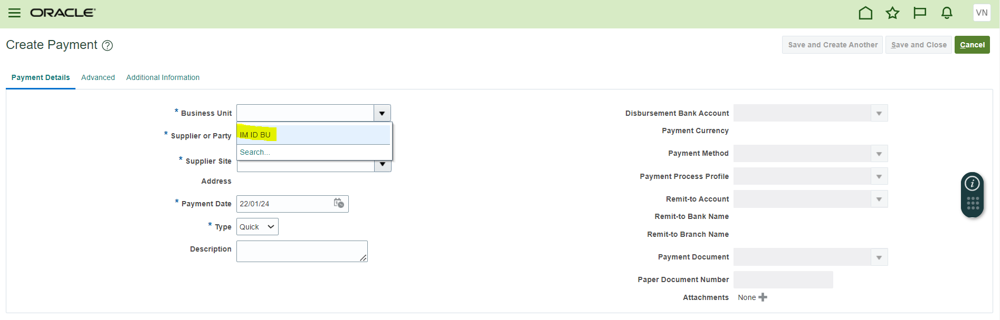 ORACLE
VN
Create Payment ?
Save and Create Another
Save and Close
Cancel
Payment Details
Advanced
Additional Information
* Business Unit
IM ID BU
Search...
* Supplier or Party
* Supplier Site
Address
* Payment Date 22/01/24
* Type Quick
Description
Disbursement Bank Account
Payment Currency
Payment Method
Payment Process Profile
Remit-to Account
Remit-to Bank Name
Remit-to Branch Name
Payment Document
Paper Document Number
Attachments None
i